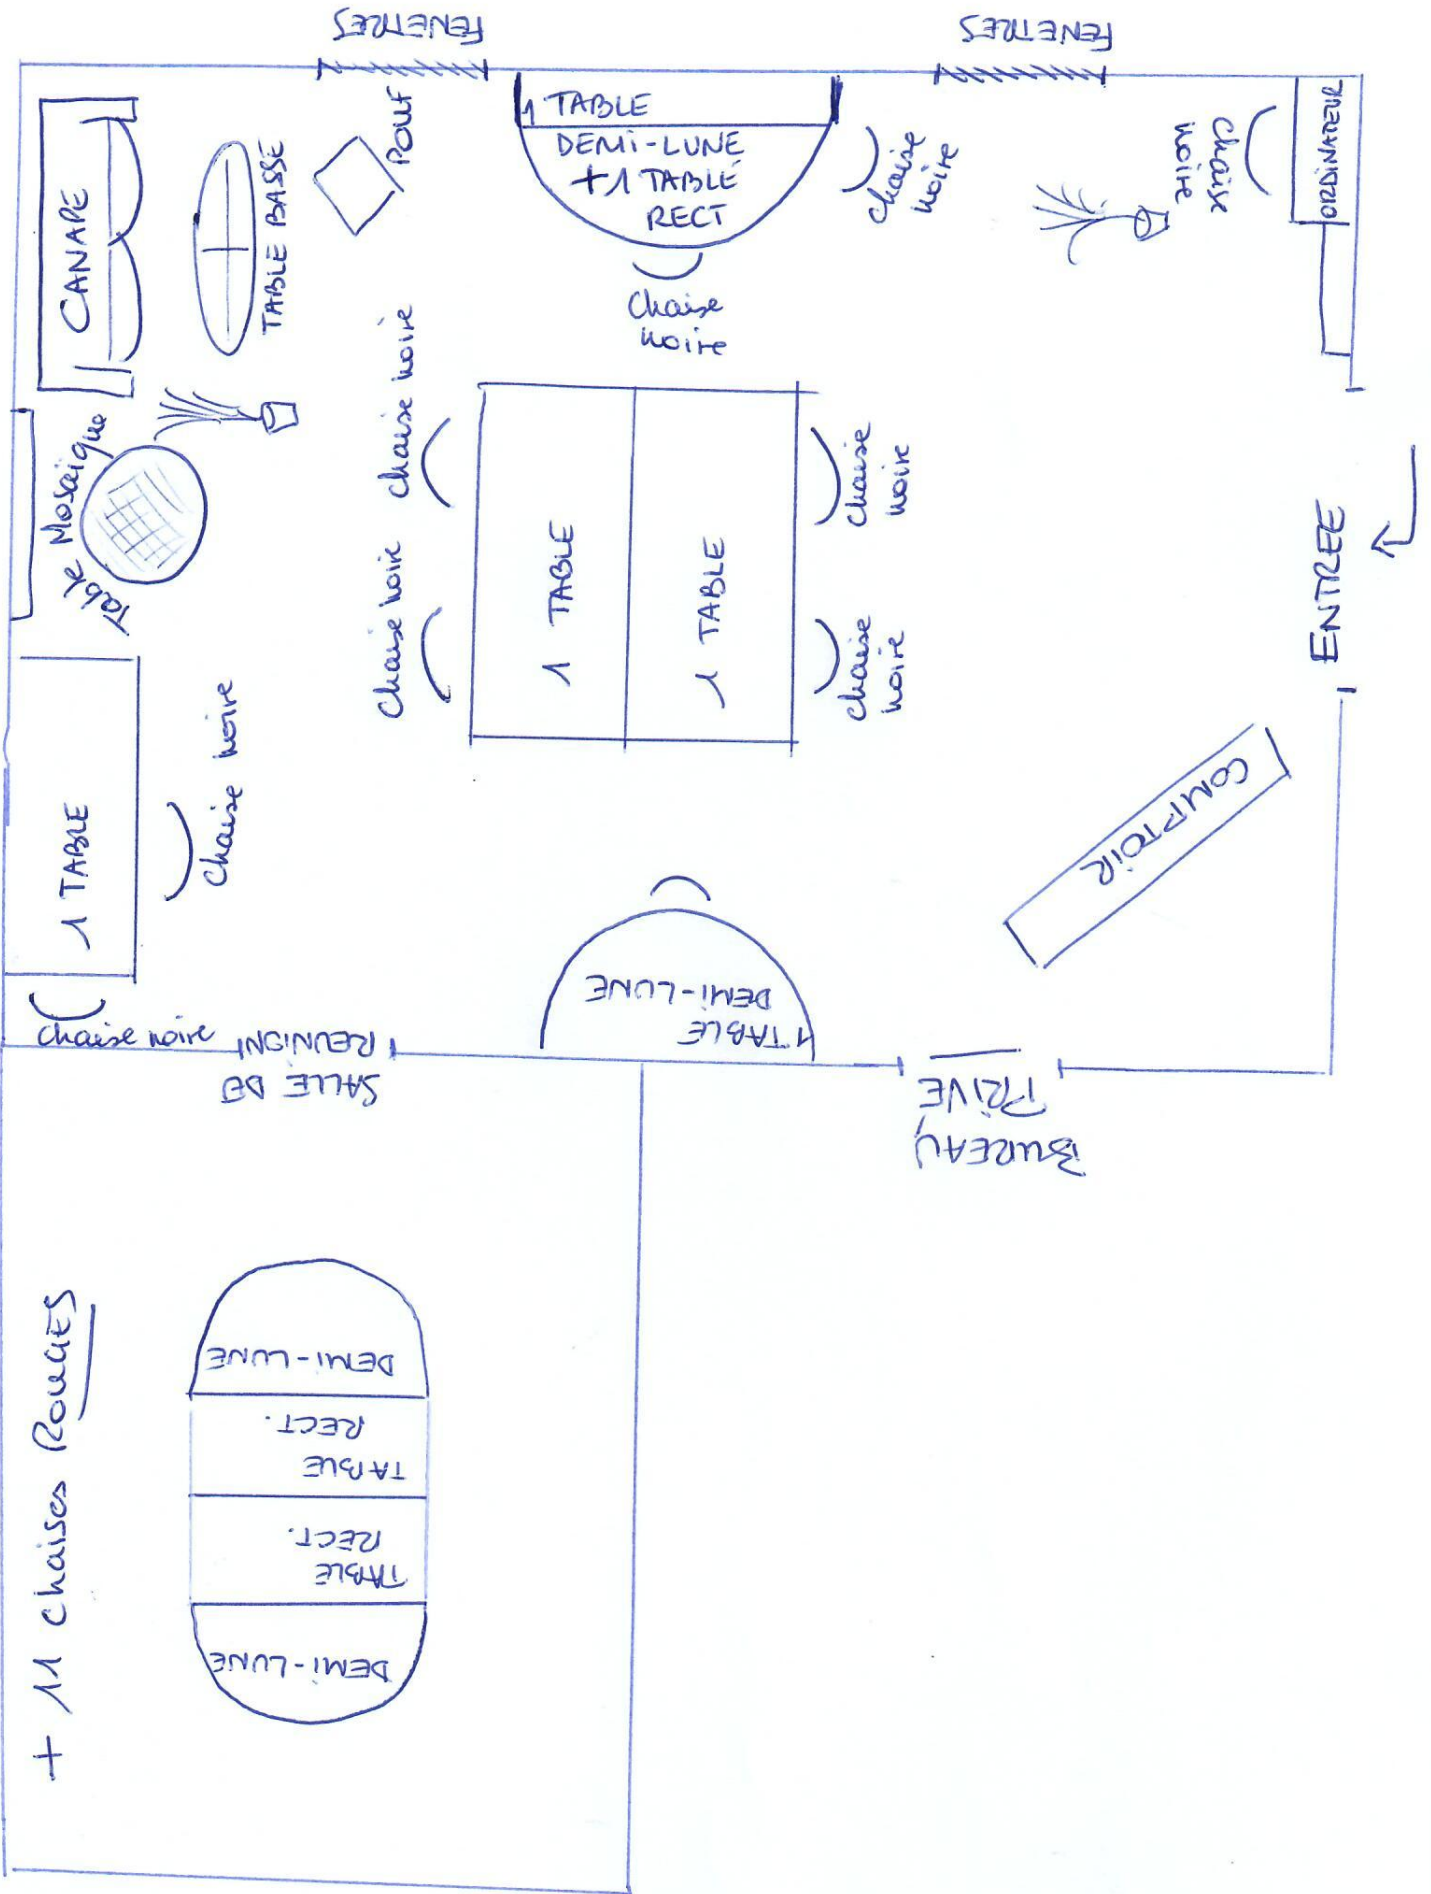 FENETRES
FENETRES
CANAPÉ
TABLE BASSE
POUF
1 TABLE
DEMI-LUNE
+1 TABLE
RECT
chaise
noire
chaise
noire
ORDINATEUR
Chaise
noire
Table Mosaïque
chaise noire
chaise noire
1 TABLE
1 TABLE
chaise
noire
chaise
noire
ENTREE
1 TABLE
chaise noire
chaise noire
COMPTOIR
1 TABLE
DEMI-LUNE
SALLE DE
REUNION
BUREAU
PRIVE
+ 11 chaises ROUGES
DEMI-LUNE
TABLE
RECT.
TABLE
RECT.
DEMI-LUNE